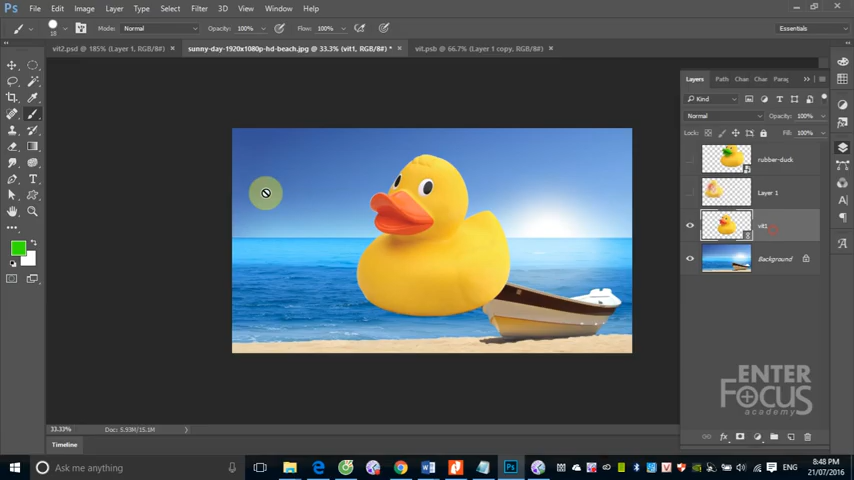 Ps File Edit Image Layer Type Select Filter 3D View Window Help
18 Mode: Normal Opacity: 100% Flow: 100% Essentials
vit2.psd @ 185% (Layer 1, RGB/8#) × sunny-day-1920x1080p-hd-beach.jpg @ 33.3% (vit1, RGB/8#) * × vit.psb @ 66.7% (Layer 1 copy, RGB/8#) ×
Layers Path Chan Char Parag
Kind
Normal Opacity: 100%
Lock: Fill: 100%
rubber-duck
Layer 1
vit1
Background
ENTER
FOCUS
academy
33.33% Doc: 5.93M/15.1M
Timeline
Ask me anything
ENG
8:48 PM
21/07/2016